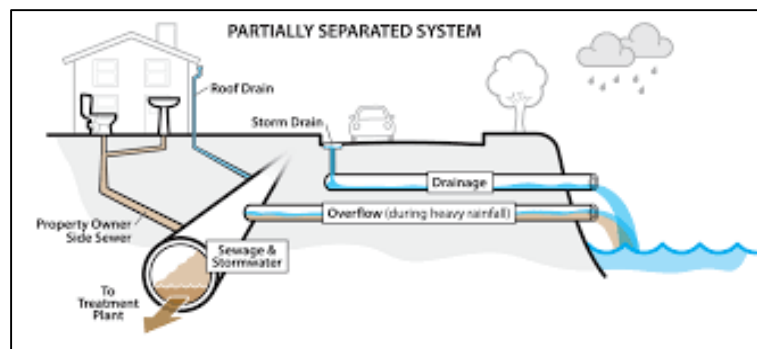 PARTIALLY SEPARATED SYSTEM
Roof Drain
Storm Drain
Drainage
Overflow (during heavy rainfall)
Property Owner
Side Sewer
Sewage &
Stormwater
To
Treatment
Plant